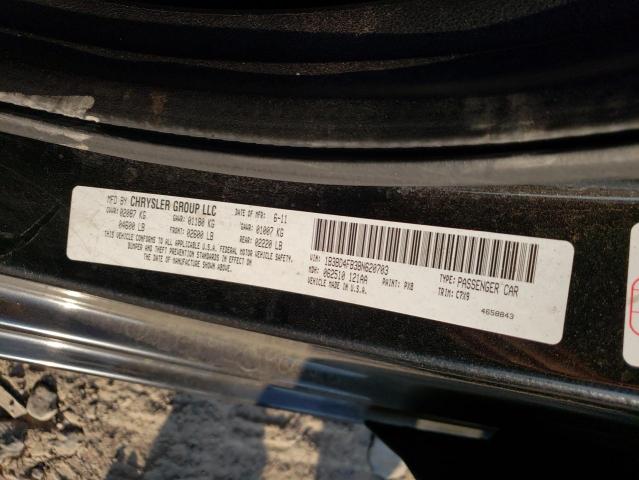 MFD BY CHRYSLER GROUP LLC DATE OF MFR: 6-11
GVWR: 02087 KG GAWR: 01180 KG GAWR: 01007 KG
04600 LB FRONT: 02600 LB REAR: 02220 LB
THIS VEHICLE CONFORMS TO ALL APPLICABLE U.S.A. FEDERAL MOTOR VEHICLE SAFETY,
BUMPER AND THEFT PREVENTION STANDARDS IN EFFECT ON
THE DATE OF MANUFACTURE SHOWN ABOVE.
VIN: 1B3BD4FB3BN620703 TYPE: PASSENGER CAR
MDH: 062510 121AA PAINT: PX8 TRIM: C7X9
VEHICLE MADE IN U.S.A. 4658843